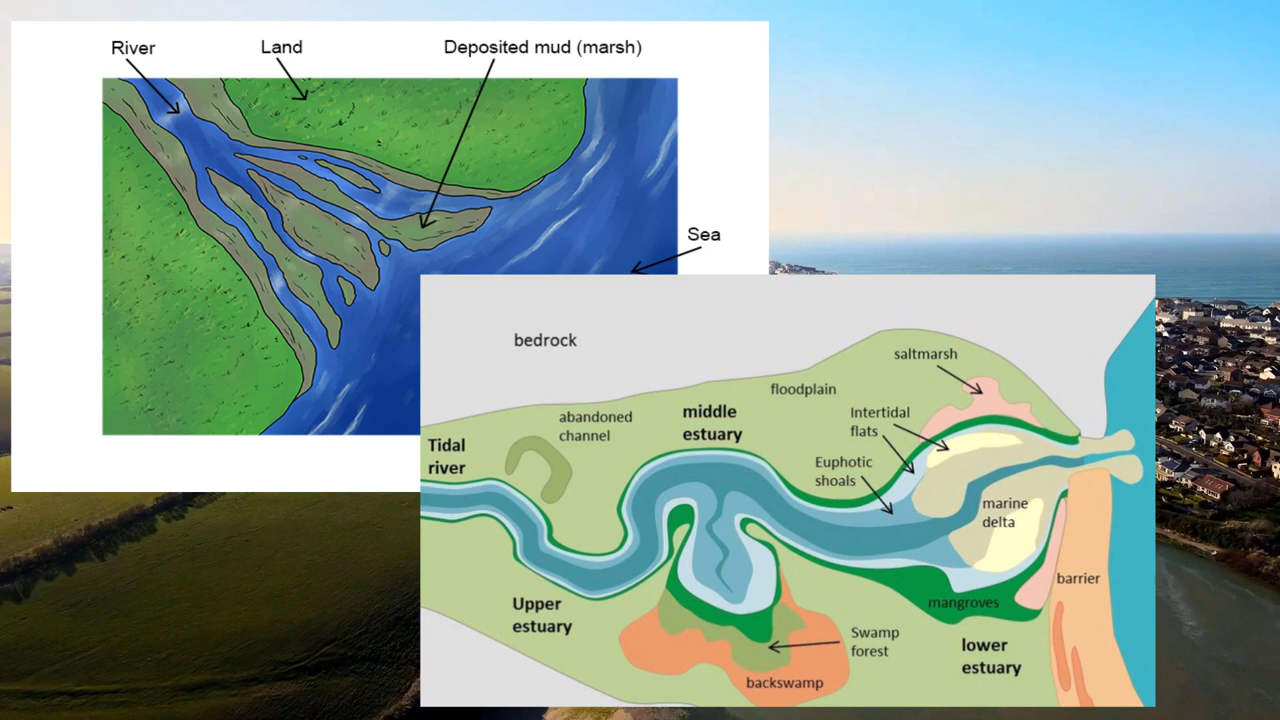 River
Land
Deposited mud (marsh)
Sea
bedrock
saltmarsh
floodplain
abandoned
channel
middle
estuary
Intertidal
flats
Tidal
river
Euphotic
shoals
marine
delta
barrier
mangroves
Upper
estuary
Swamp
forest
lower
estuary
backswamp